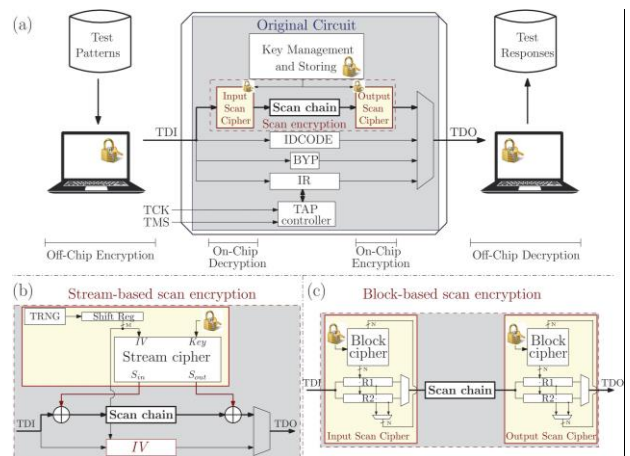 (a)
Test
Patterns
Original Circuit
Key Management
and Storing
Test
Responses
Input
Scan
Cipher
Scan chain
Output
Scan
Cipher
Scan encryption
TDI
TDO
IDCODE
BYP
IR
TCK
TMS
TAP
controller
Off-Chip Encryption
On-Chip
Decryption
On-Chip
Encryption
Off-Chip Decryption
(b)
Stream-based scan encryption
TRNG
Shift Reg
M
IV
Key
Stream cipher
Sin
Sout
TDI
Scan chain
TDO
IV
(c)
Block-based scan encryption
N
Block
cipher
N
TDI
R1
R2
N
Input Scan Cipher
Scan chain
N
Block
cipher
N
R1
R2
TDO
N
Output Scan Cipher